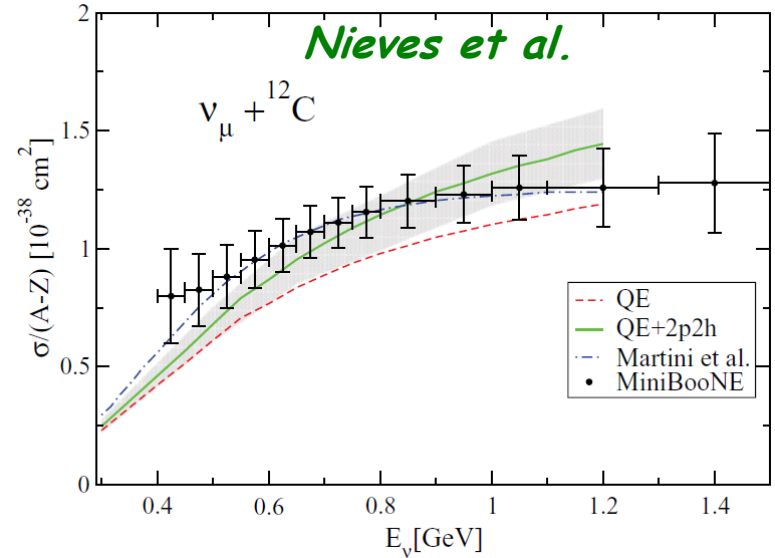 Nieves et al.
ν_μ + ¹²C
2
1.5
1
0.5
0
σ/(A-Z) [10⁻³⁸ cm²]
QE
QE+2p2h
Martini et al.
MiniBooNE
0.4 0.6 0.8 1 1.2 1.4
E_ν[GeV]